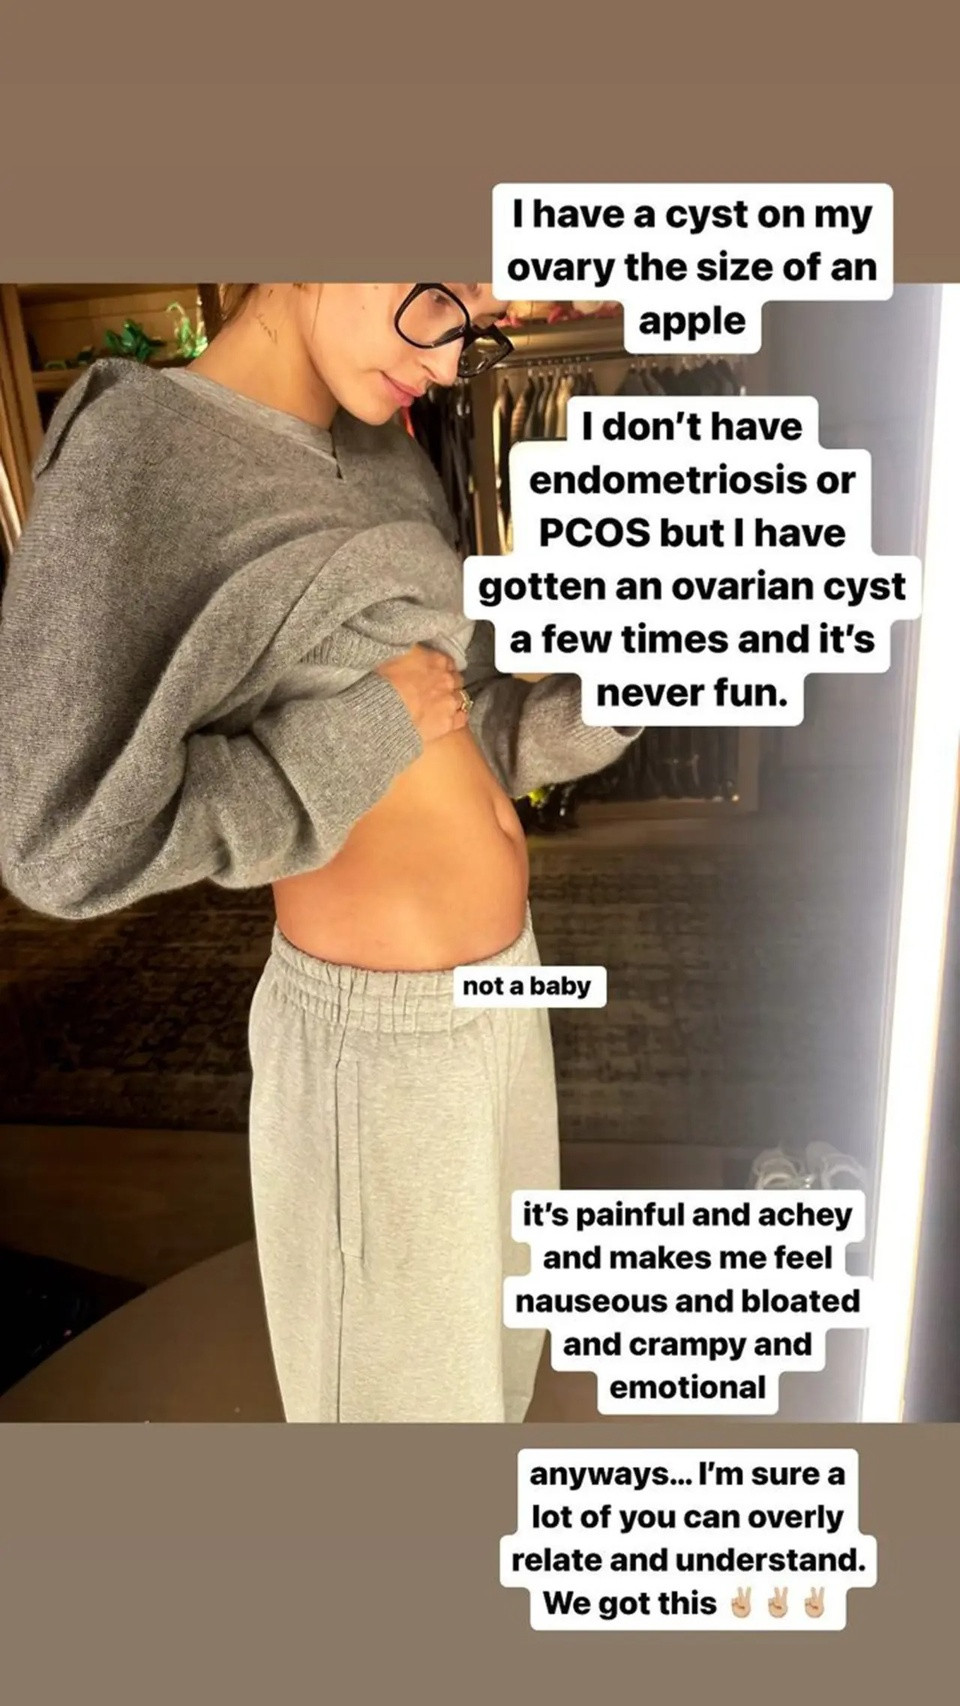 I have a cyst on my
ovary the size of an
apple
I don’t have
endometriosis or
PCOS but I have
gotten an ovarian cyst
a few times and it’s
never fun.
not a baby
it’s painful and achey
and makes me feel
nauseous and bloated
and crampy and
emotional
anyways... I’m sure a
lot of you can overly
relate and understand.
We got this ✌🏼✌🏼✌🏼